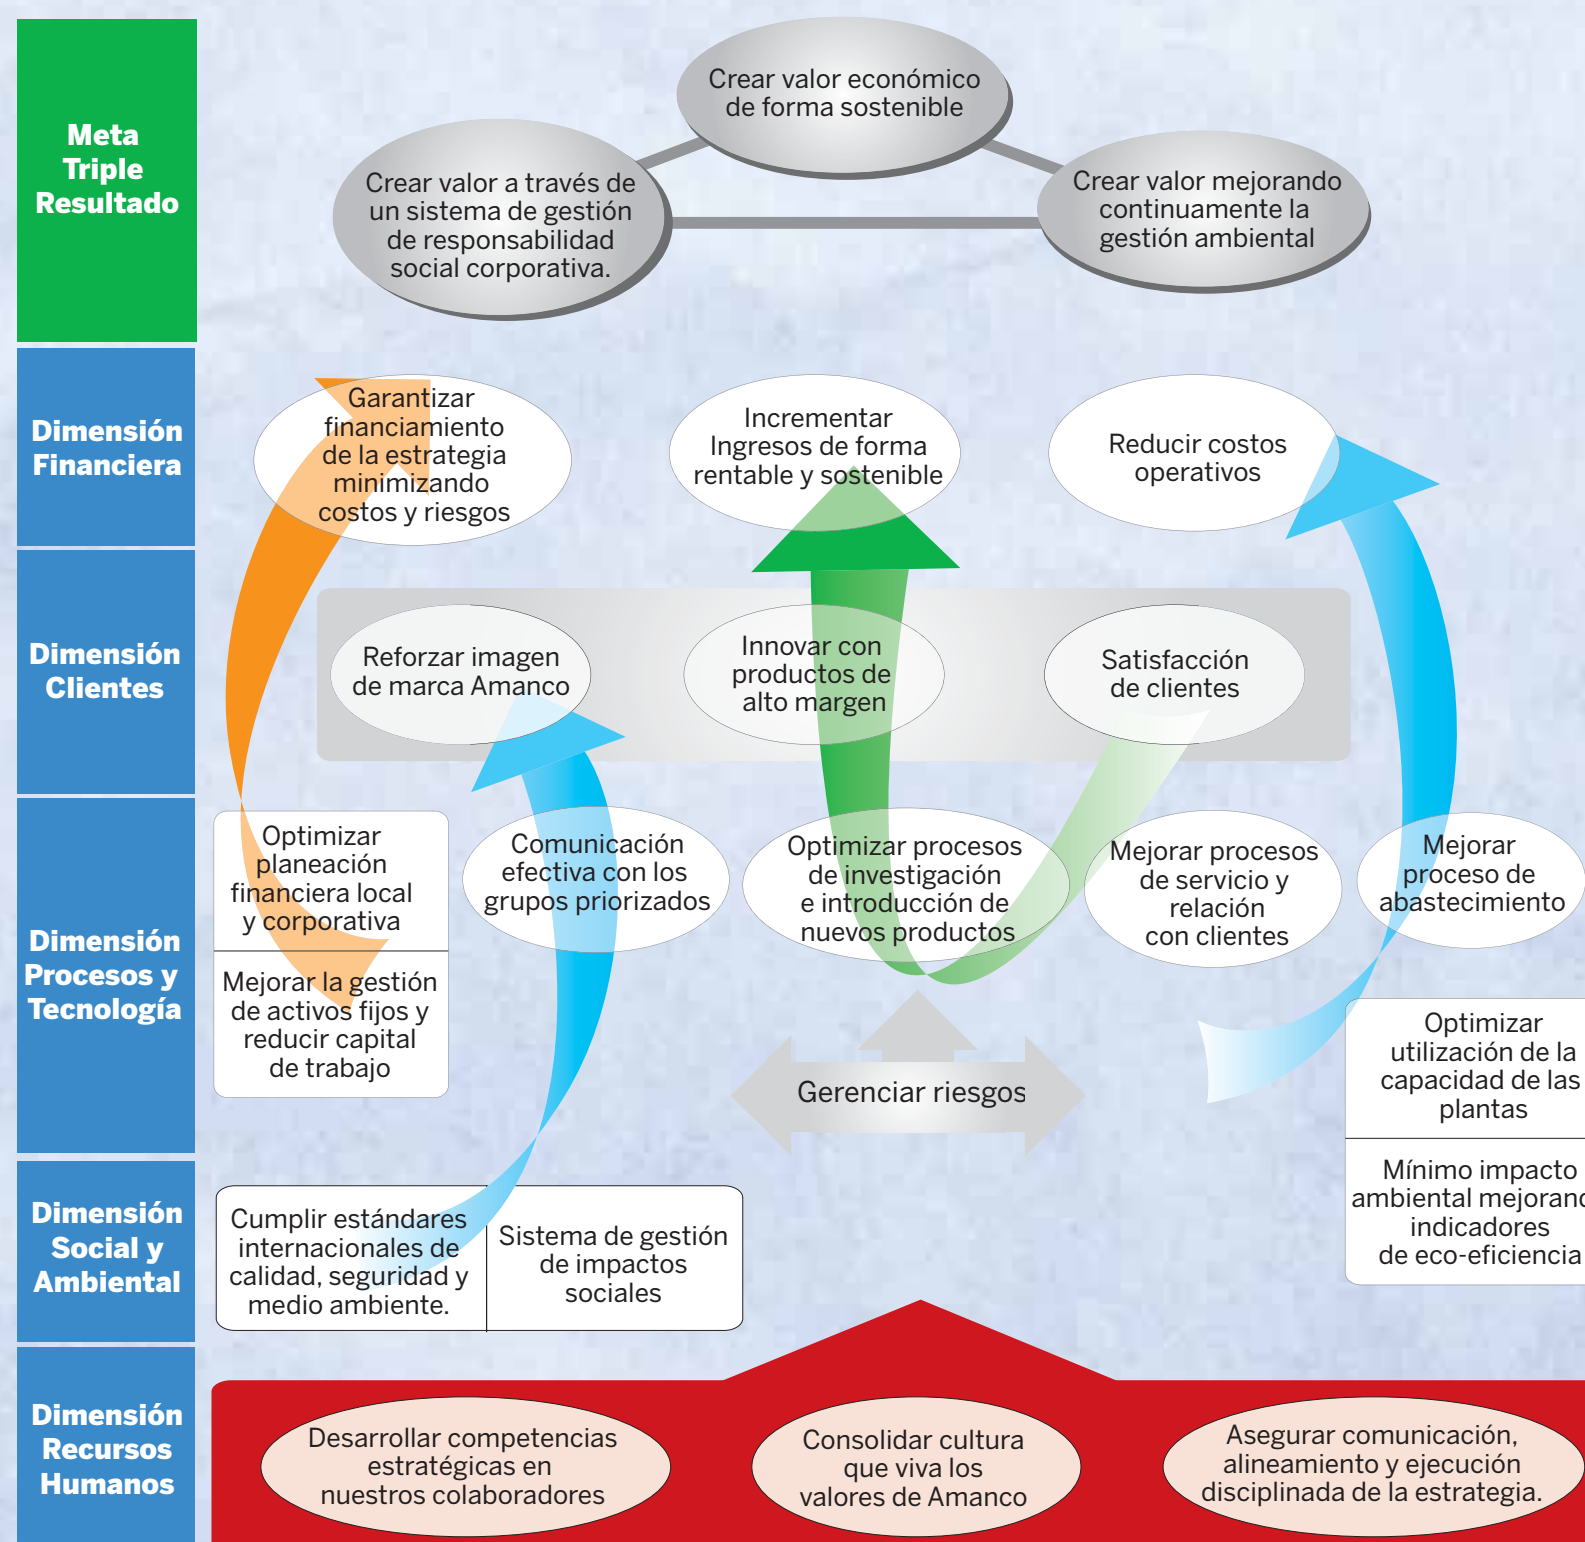 Meta
Triple
Resultado
Crear valor económico
de forma sostenible
Crear valor a través de
un sistema de gestión
de responsabilidad
social corporativa.
Crear valor mejorando
continuamente la
gestión ambiental
Dimensión
Financiera
Garantizar
financiamiento
de la estrategia
minimizando
costos y riesgos
Incrementar
Ingresos de forma
rentable y sostenible
Reducir costos
operativos
Dimensión
Clientes
Reforzar imagen
de marca Amanco
Innovar con
productos de
alto margen
Satisfacción
de clientes
Dimensión
Procesos y
Tecnología
Optimizar
planeación
financiera local
y corporativa
Mejorar la gestión
de activos fijos y
reducir capital
de trabajo
Comunicación
efectiva con los
grupos priorizados
Optimizar procesos
de investigación
e introducción de
nuevos productos
Mejorar procesos
de servicio y
relación
con clientes
Mejorar
proceso de
abastecimiento
Gerenciar riesgos
Optimizar
utilización de la
capacidad de las
plantas
Mínimo impacto
ambiental mejorand
indicadores
de eco-eficiencia
Dimensión
Social y
Ambiental
Cumplir estándares
internacionales de
calidad, seguridad y
medio ambiente.
Sistema de gestión
de impactos
sociales
Dimensión
Recursos
Humanos
Desarrollar competencias
estratégicas en
nuestros colaboradores
Consolidar cultura
que viva los
valores de Amanco
Asegurar comunicación,
alineamiento y ejecución
disciplinada de la estrategia.